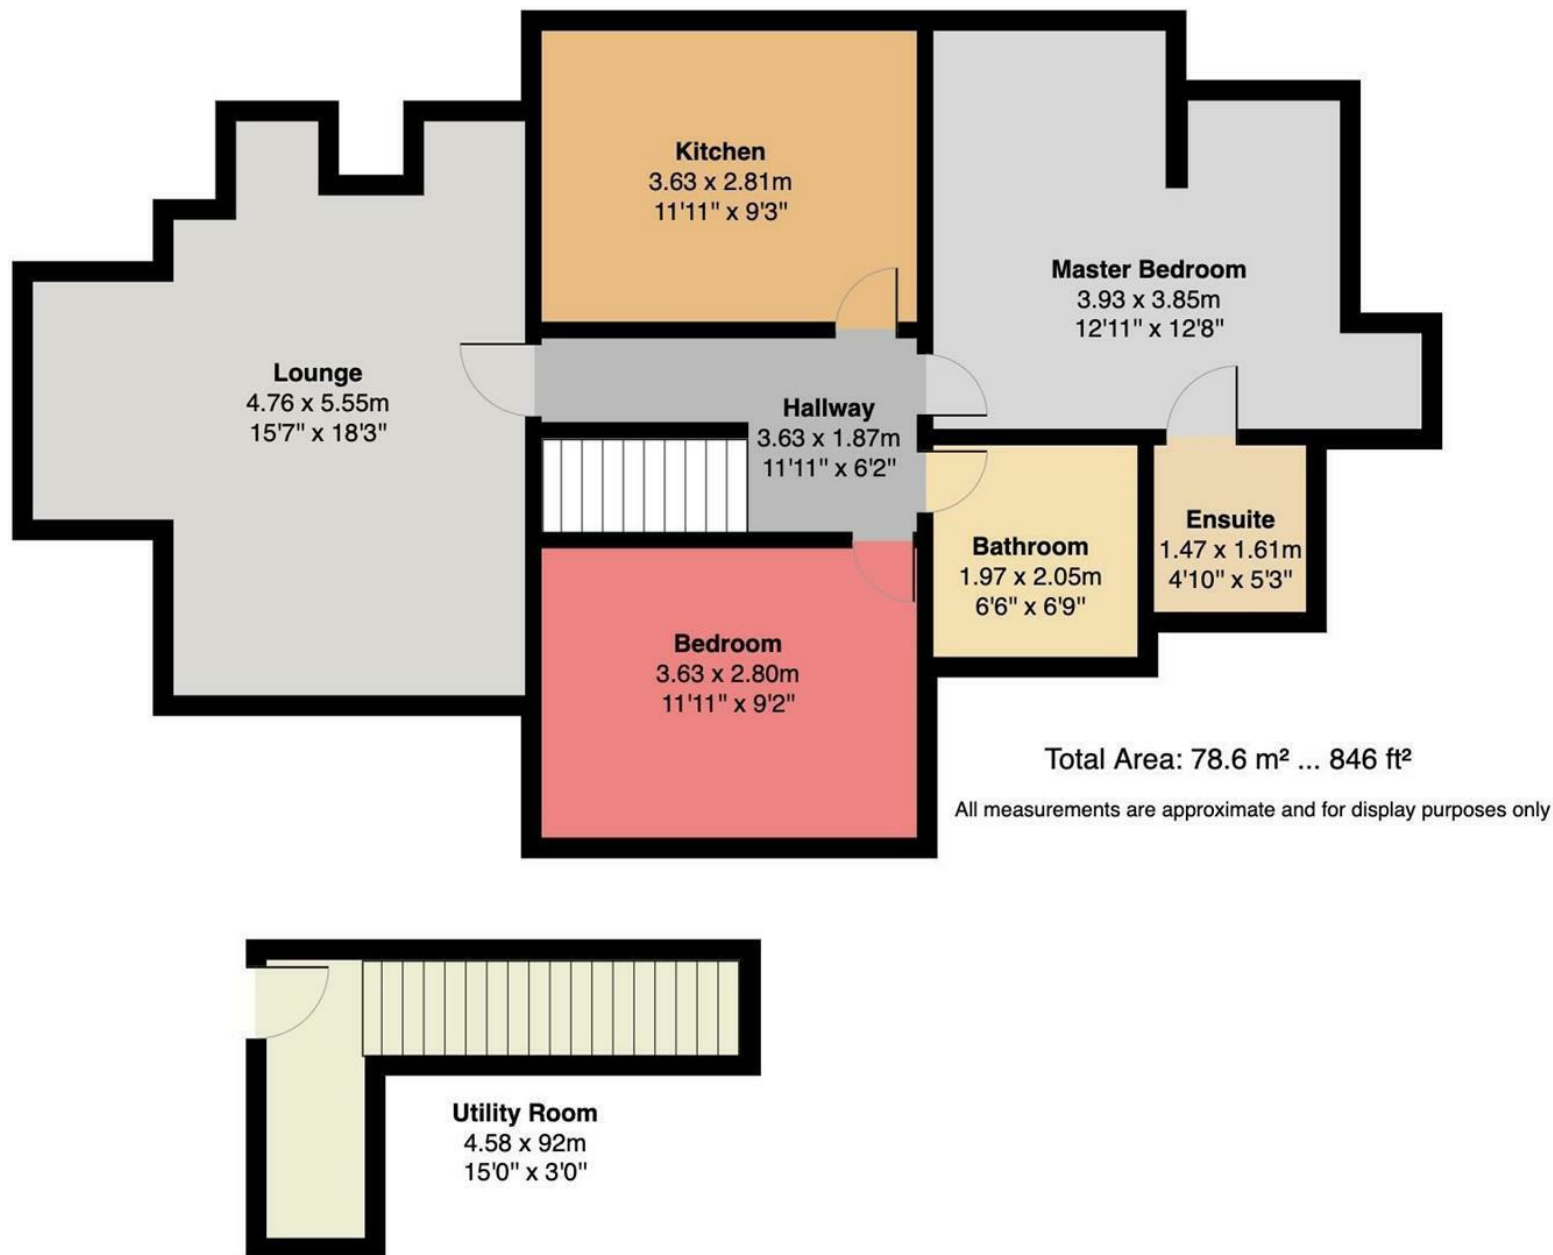 Kitchen
3.63 x 2.81m
11'11" x 9'3"
Master Bedroom
3.93 x 3.85m
12'11" x 12'8"
Lounge
4.76 x 5.55m
15'7" x 18'3"
Hallway
3.63 x 1.87m
11'11" x 6'2"
Ensuite
1.47 x 1.61m
4'10" x 5'3"
Bathroom
1.97 x 2.05m
6'6" x 6'9"
Bedroom
3.63 x 2.80m
11'11" x 9'2"
Total Area: 78.6 m² ... 846 ft²
All measurements are approximate and for display purposes only
Utility Room
4.58 x 92m
15'0" x 3'0"